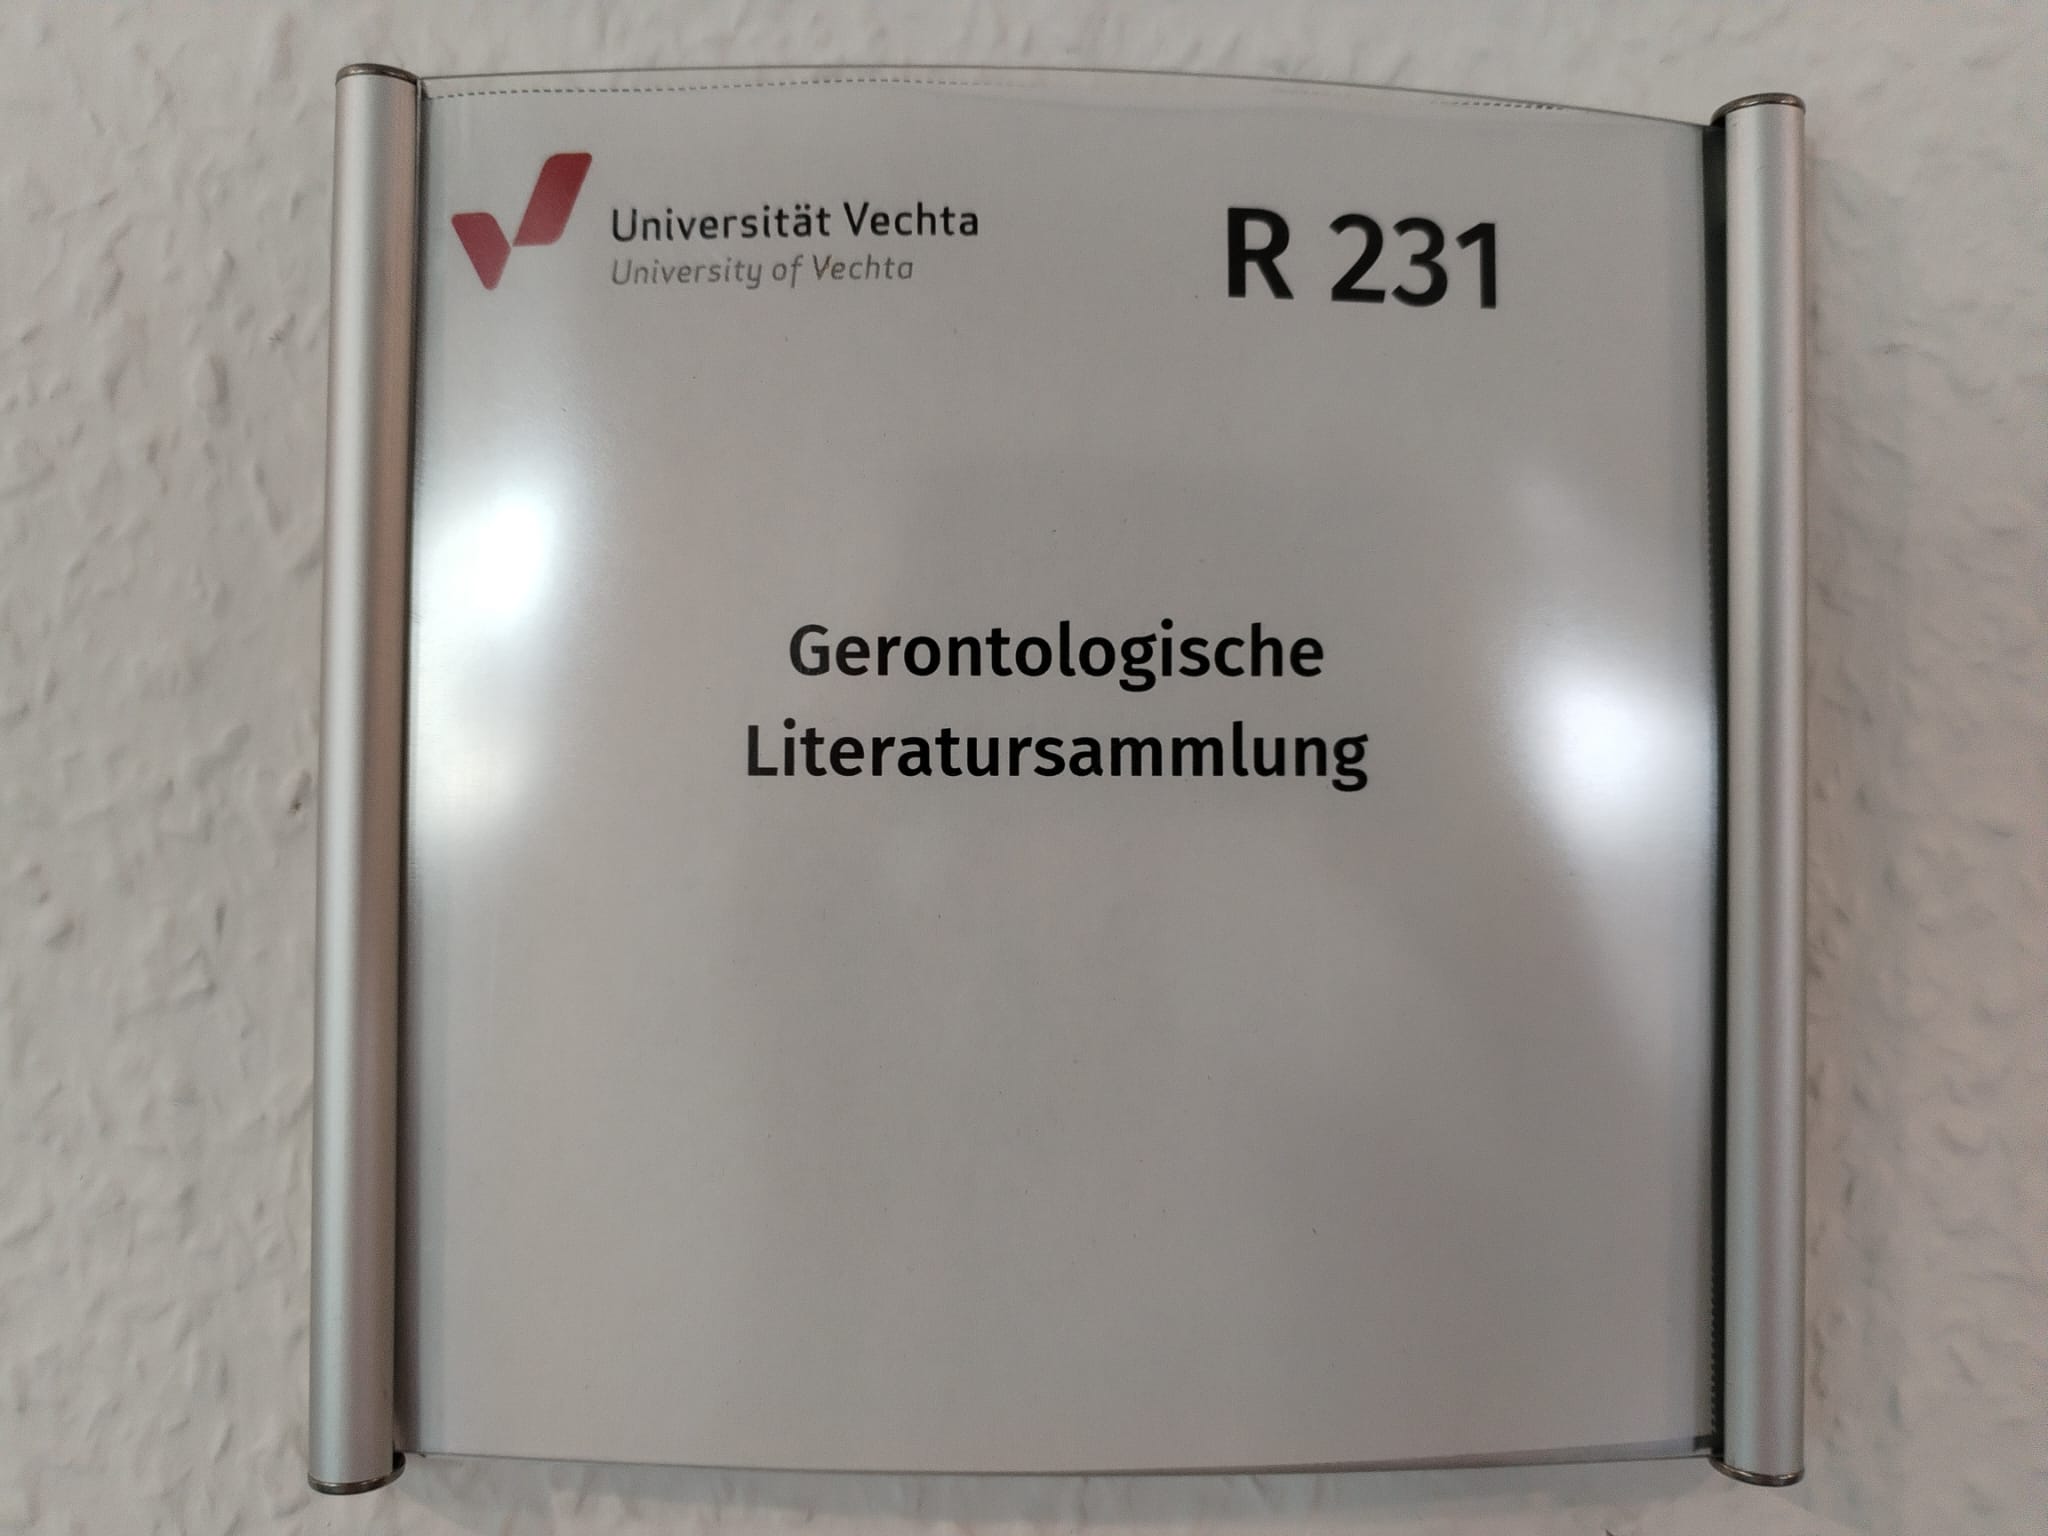 Universität Vechta
University of Vechta
R 231
Gerontologische
Literatursammlung